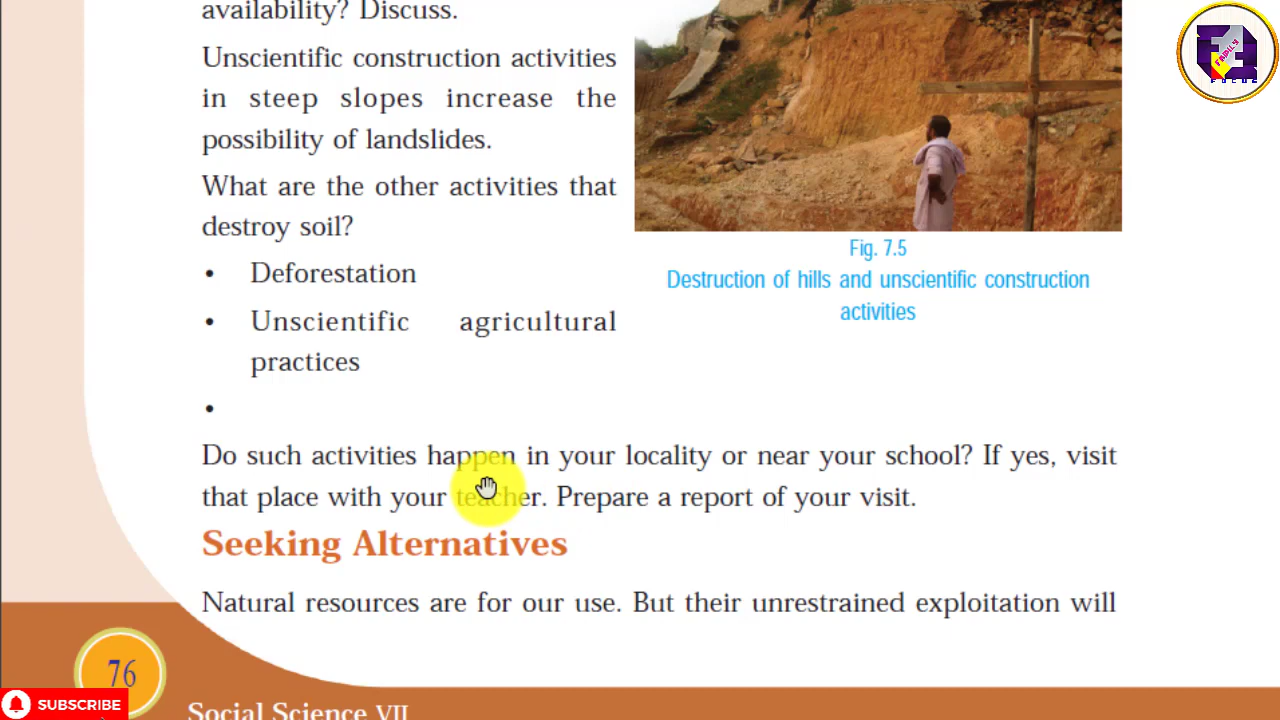 availability? Discuss.
Unscientific construction activities
in steep slopes increase the
possibility of landslides.
What are the other activities that
destroy soil?
• Deforestation
• Unscientific agricultural
practices
•
Fig. 7.5
Destruction of hills and unscientific construction
activities
Do such activities happen in your locality or near your school? If yes, visit
that place with your teacher. Prepare a report of your visit.
Seeking Alternatives
Natural resources are for our use. But their unrestrained exploitation will
76
Social Science VII
SUBSCRIBE
FAMILY
FOCUS